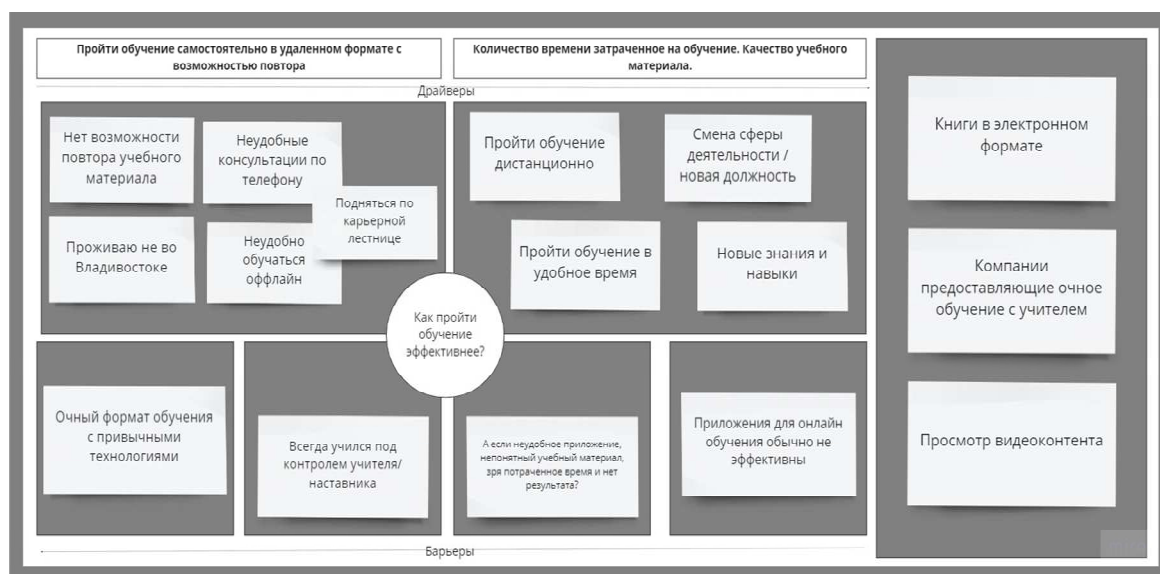 Пройти обучение самостоятельно в удаленном формате с
возможностью повтора
Количество времени затраченное на обучение. Качество учебного
материала.
Драйверы
Нет возможности
повтора учебного
материала
Неудобные
консультации по
телефону
Подняться по
карьерной
лестнице
Проживаю не во
Владивостоке
Неудобно
обучаться
оффлайн
Пройти обучение
дистанционно
Смена сферы
деятельности /
новая должность
Пройти обучение в
удобное время
Новые знания и
навыки
Как пройти
обучение
эффективнее?
Очный формат обучения
с привычными
технологиями
Всегда учился под
контролем учителя/
наставника
А если неудобное приложение,
непонятный учебный материал,
зря потраченное время и нет
результата?
Приложения для онлайн
обучения обычно не
эффективны
Барьеры
Книги в электронном
формате
Компании
предоставляющие очное
обучение с учителем
Просмотр видеоконтента